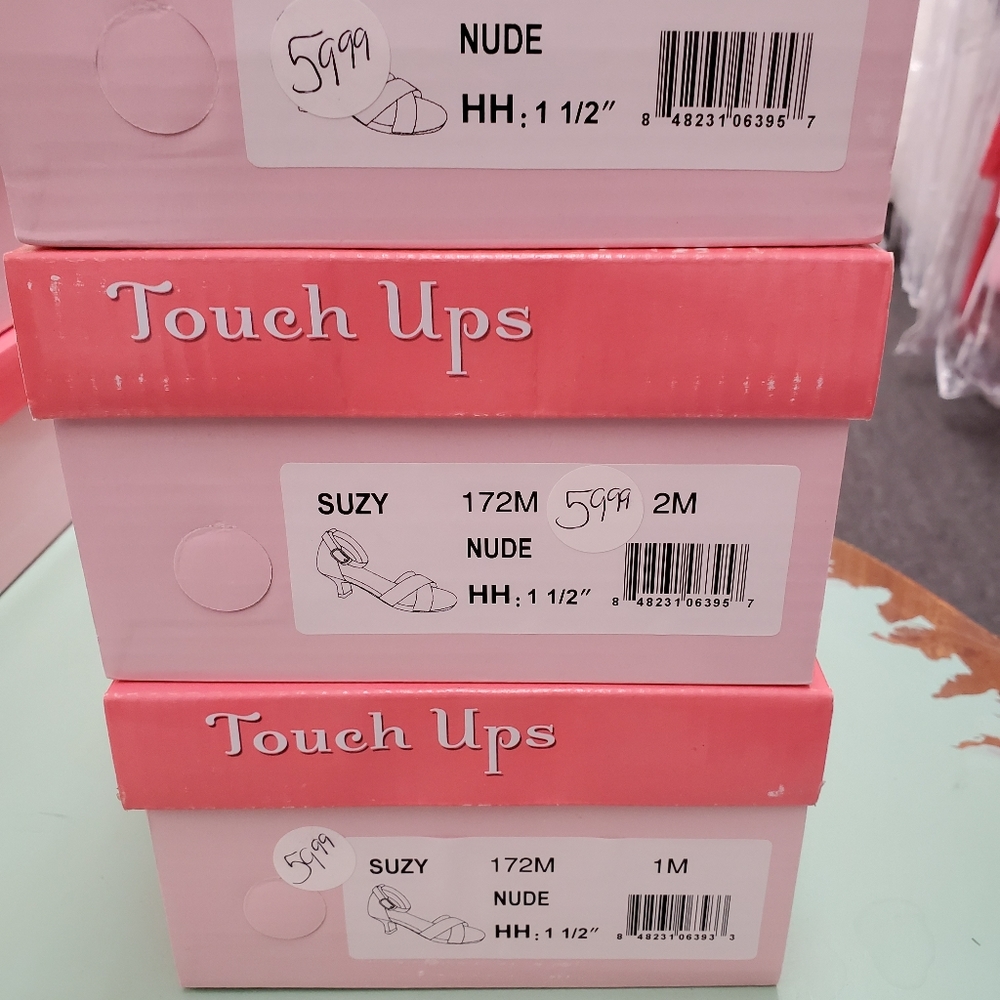 5999
NUDE
HH: 1 1/2"
8 48231 06395 7
Touch Ups
SUZY 172M 5999 2M
NUDE
HH: 1 1/2"
8 48231 06395 7
Touch Ups
5999
SUZY 172M 1M
NUDE
HH: 1 1/2"
8 48231 06393 3